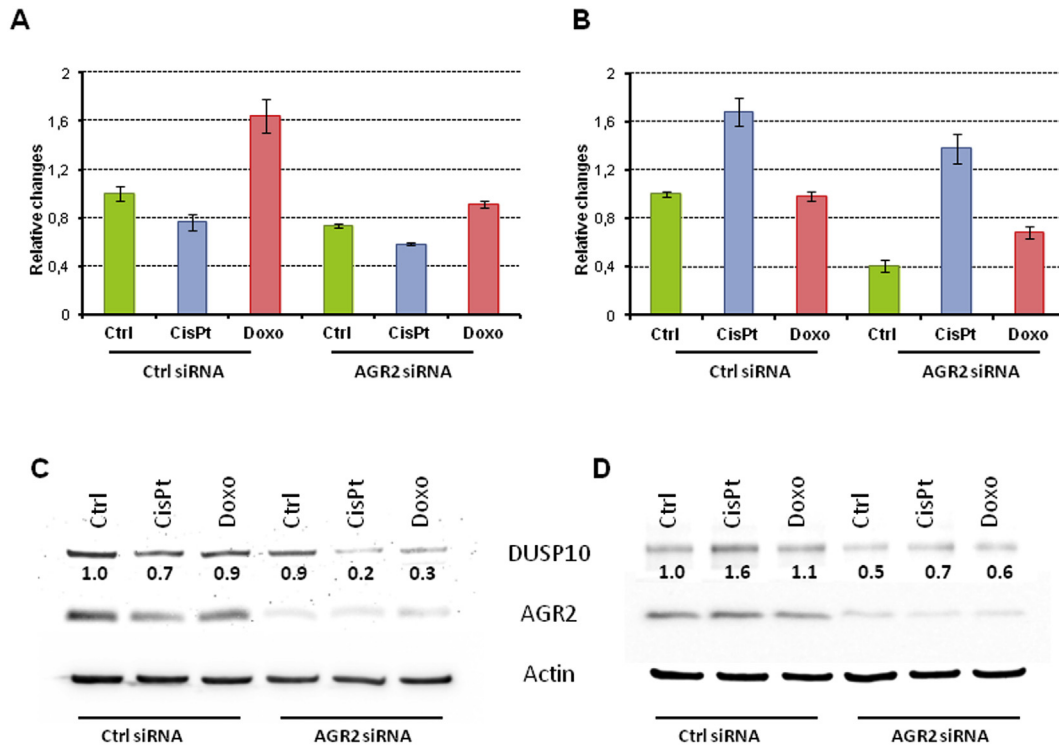 A
B
Relative changes
2
1,6
1,2
0,8
0,4
0
Ctrl CisPt Doxo Ctrl CisPt Doxo
Ctrl siRNA AGR2 siRNA
Relative changes
2
1,6
1,2
0,8
0,4
0
Ctrl CisPt Doxo Ctrl CisPt Doxo
Ctrl siRNA AGR2 siRNA
C
D
Ctrl CisPt Doxo Ctrl CisPt Doxo
Ctrl CisPt Doxo Ctrl CisPt Doxo
DUSP10
1.0 0.7 0.9 0.9 0.2 0.3
1.0 1.6 1.1 0.5 0.7 0.6
AGR2
Actin
Ctrl siRNA AGR2 siRNA
Ctrl siRNA AGR2 siRNA